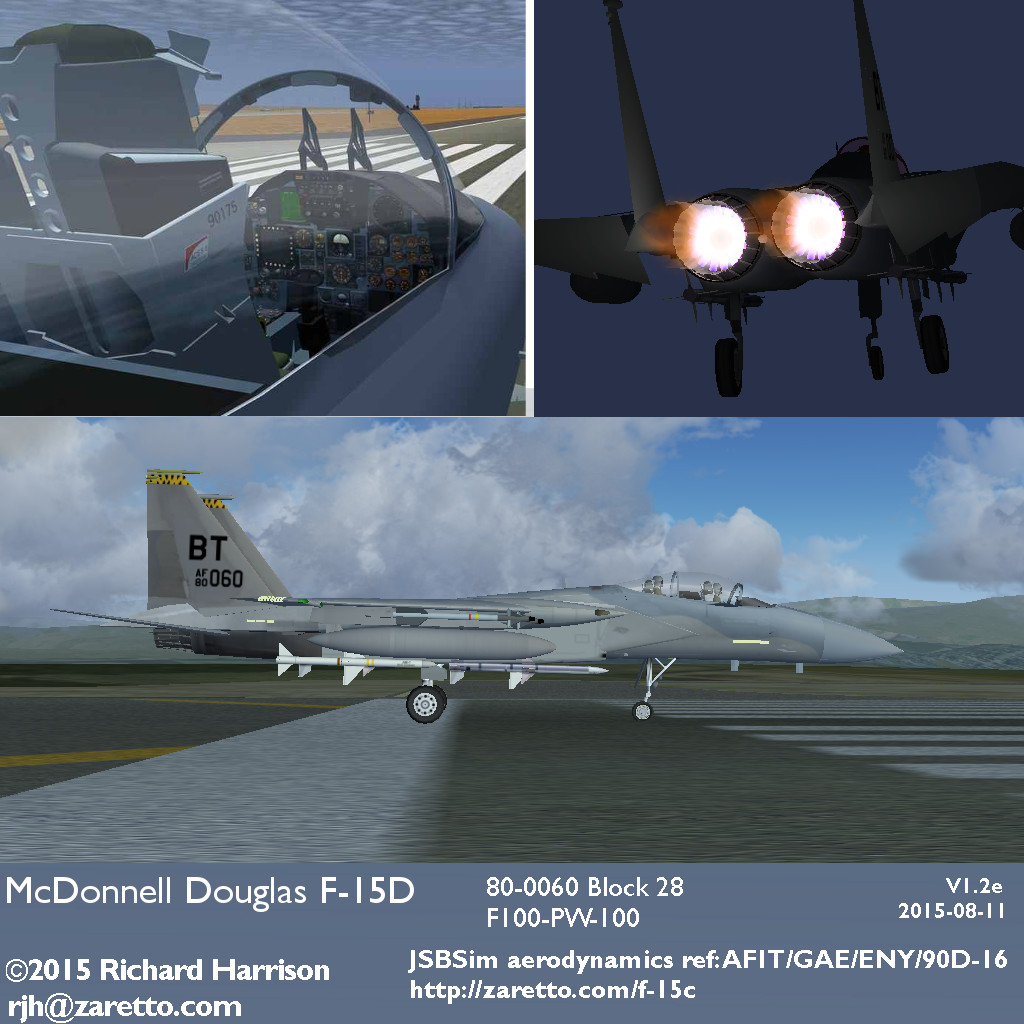 90175
BT
AF
80 060
McDonnell Douglas F-15D
80-0060 Block 28
F100-PW-100
V1.2e
2015-08-11
©2015 Richard Harrison
rjh@zaretto.com
JSBSim aerodynamics ref:AFIT/GAE/ENY/90D-16
http://zaretto.com/f-15c